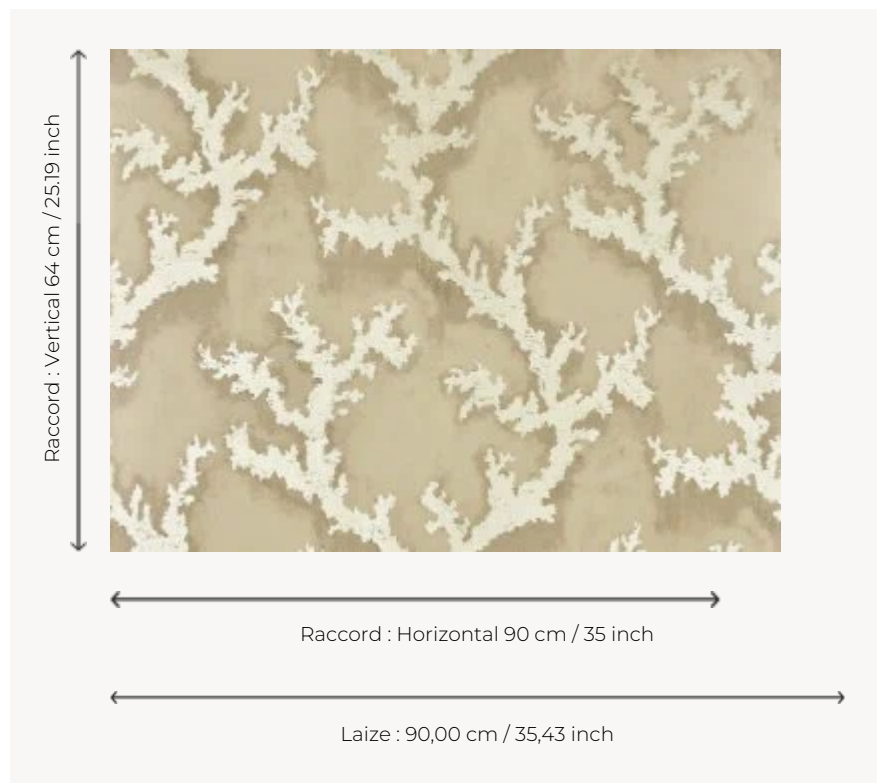 Raccord : Vertical 64 cm / 25.19 inch
Raccord : Horizontal 90 cm / 35 inch
Laize : 90,00 cm / 35,43 inch